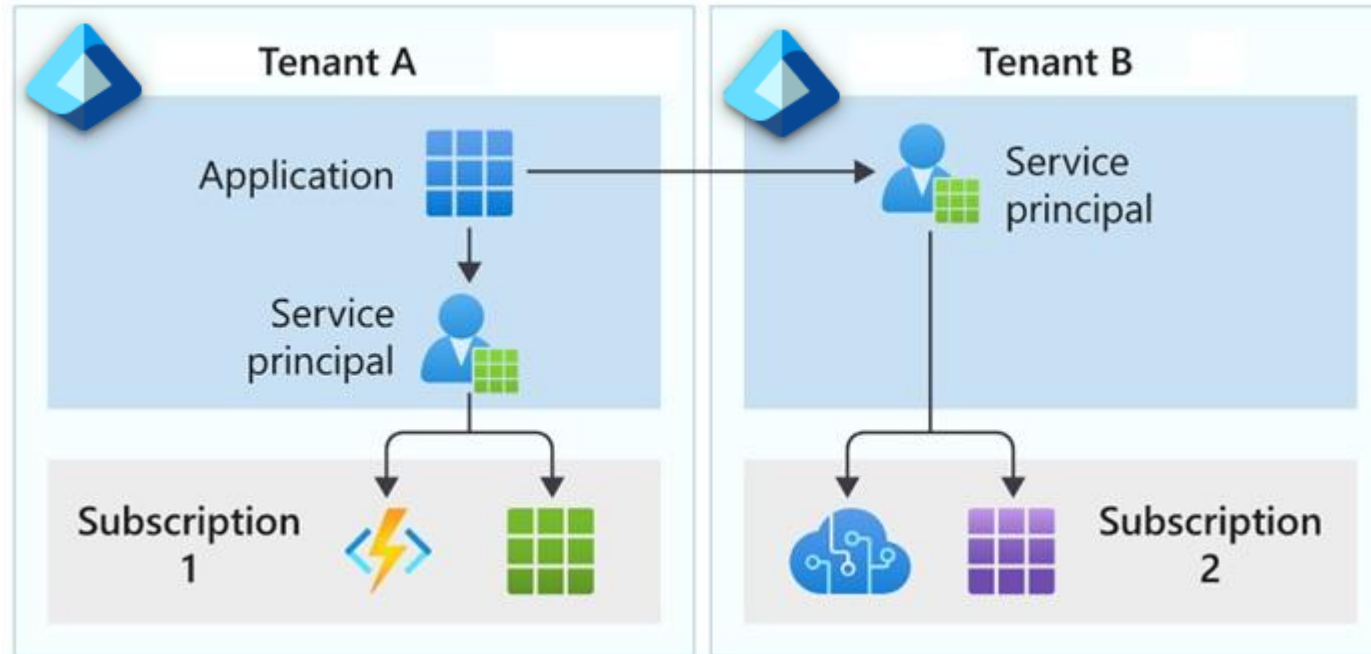 Tenant A
Application
Service
principal
Subscription
1
Tenant B
Service
principal
Subscription
2